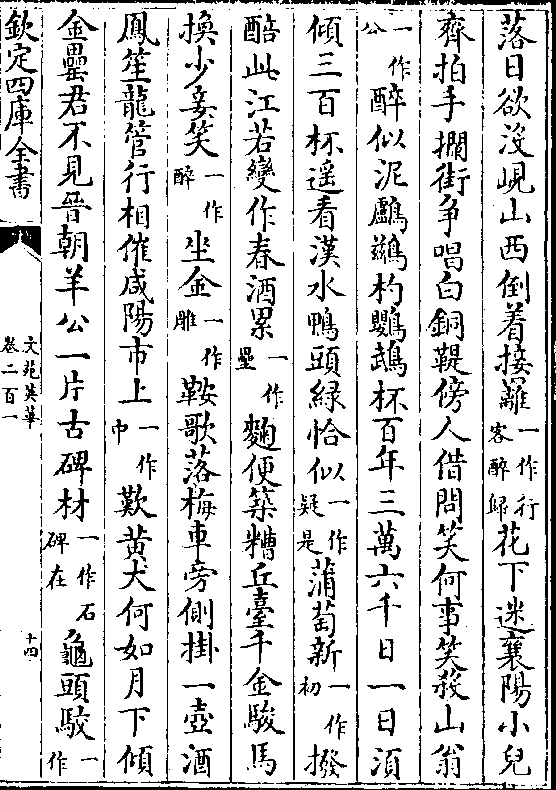 落日欲沒峴山西倒着接䍦一作行客醉歸花下迷襄陽小兒
齊拍手攔街爭唱白銅鞮傍人借問笑何事笑殺山翁
一作公醉似泥鸕鷀杓鸚鵡杯百年三萬六千日一日須
傾三百杯遥看漢水鴨頭緑恰似一作疑是蒲萄新一作初撥
醅此江若變作春酒累一作壘麴便築糟丘臺千金駿馬
換少妾笑一作醉坐金一作雕鞍歌落梅車旁側掛一壺酒
鳳笙龍管行相催咸陽市上一作中歎黄犬何如月下傾
金罍君不見晉朝羊公一片古碑材一作石碑在龜頭駮一作
欽定四庫全書
文苑英華
卷二百一
十四